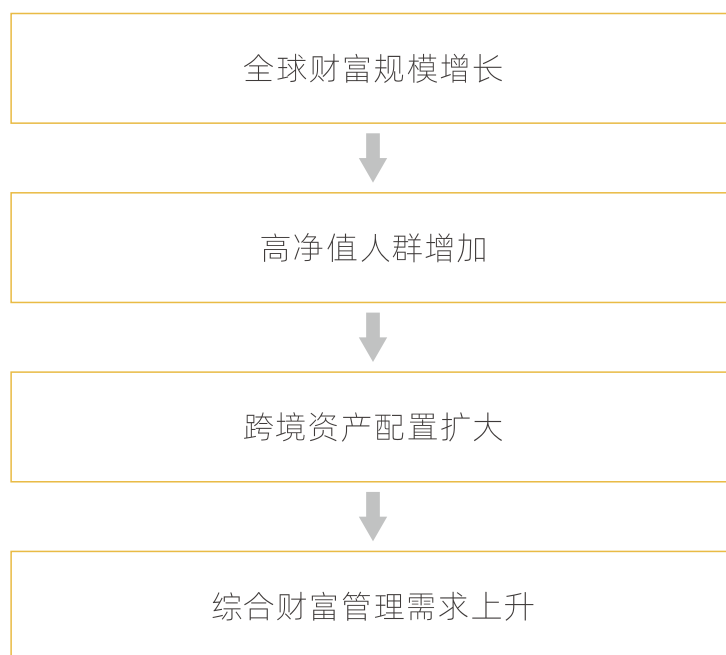 全球财富规模增长
高净值人群增加
跨境资产配置扩大
综合财富管理需求上升